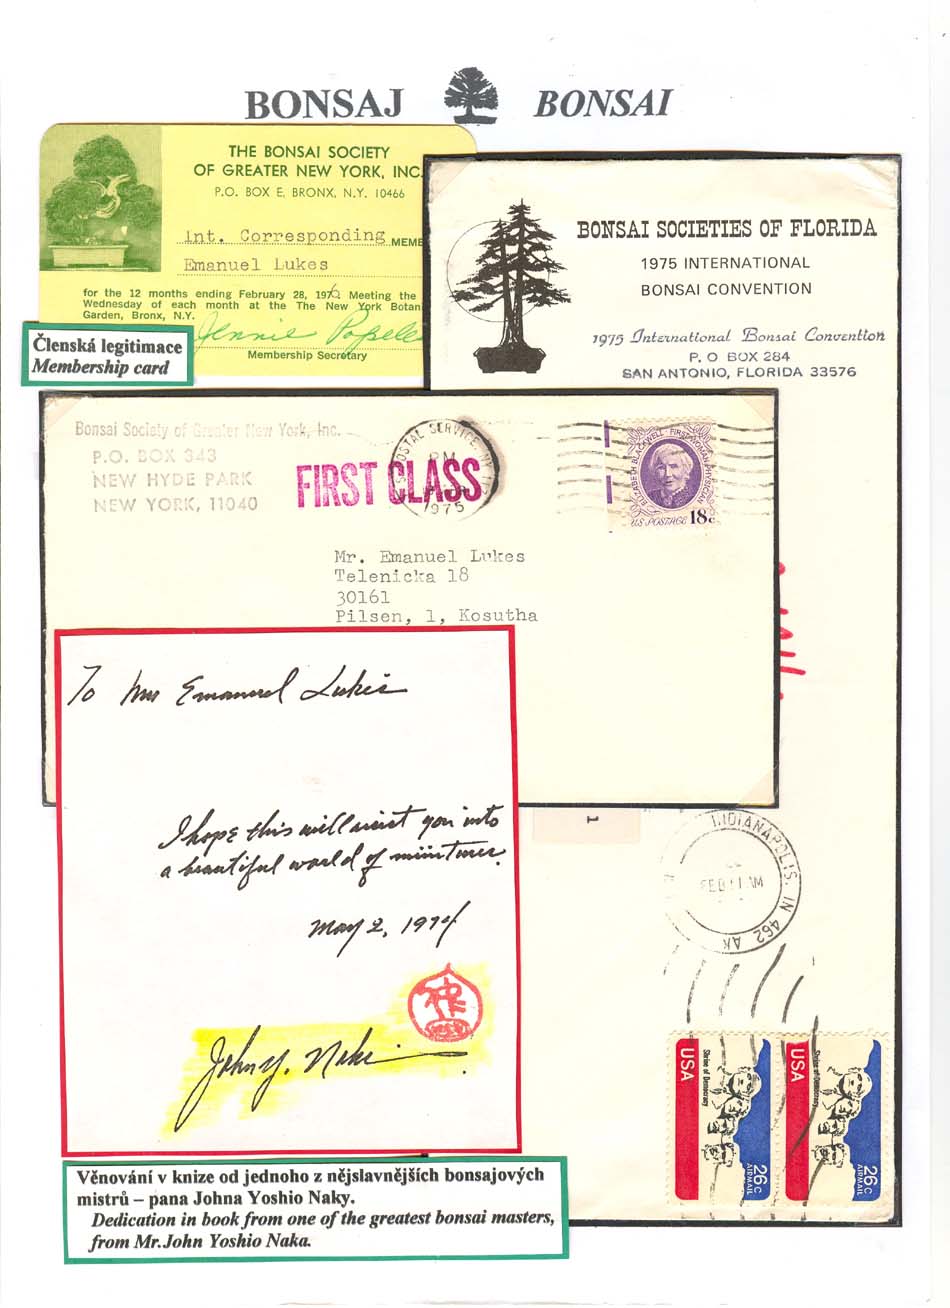 BONSAJ BONSAI
THE BONSAI SOCIETY
OF GREATER NEW YORK, INC.
P.O. BOX E, BRONX, N.Y. 10466
Int. Corresponding MEMB
Emanuel Lukes
for the 12 months ending February 28, 1976 Meeting the
Wednesday of each month at the The New York Botan
Garden, Bronx, N.Y.
Jennie
Membership Secretary
Členská legitimace
Membership card
BONSAI SOCIETIES OF FLORIDA
1975 INTERNATIONAL
BONSAI CONVENTION
1975 International Bonsai Convention
P. O BOX 284
SAN ANTONIO, FLORIDA 33576
Bonsai Society of Greater New York, Inc.
P.O. BOX 343
NEW HYDE PARK
NEW YORK, 11040
FIRST CLASS
POSTAL SERVICE, NY
PM
1975
ELIZABETH BLACKWELL · FIRST WOMAN PHYSICIAN
US POSTAGE 18c
Mr. Emanuel Lukes
Telenicka 18
30161
Pilsen, 1, Kosutha
To Mr Emanuel Lukes
I hope this will assist you into
a beautiful world of miniatures.
May 2, 1974
John Y. Naka
1
INDIANAPOLIS, IN 462
FEB 11 AM
USA
Shrine of Democracy
26c
AIRMAIL
USA
Shrine of Democracy
26c
AIRMAIL
Věnování v knize od jednoho z nějslavnějších bonsajových
mistrů – pana Johna Yoshio Naky.
Dedication in book from one of the greatest bonsai masters,
from Mr.John Yoshio Naka.